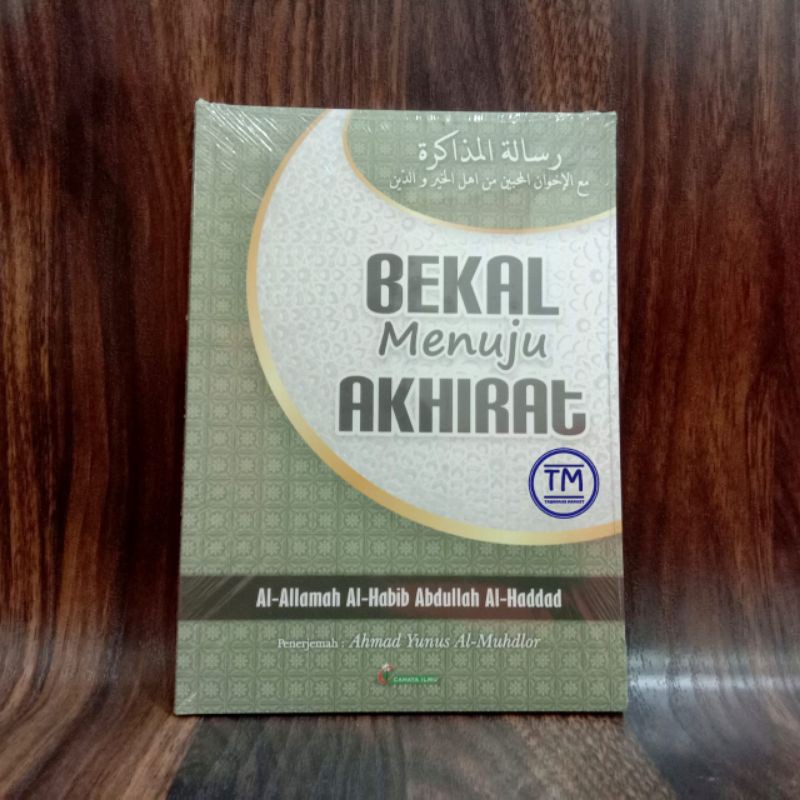 رسالة المذاكرة
مع الإخوان المحبين من اهل الخير و الدين
BEKAL
Menuju
AKHIRAt
TM
Al-Allamah Al-Habib Abdullah Al-Haddad
Penerjemah : Ahmad Yunus Al-Muhdlor
CAHAYA ILMU